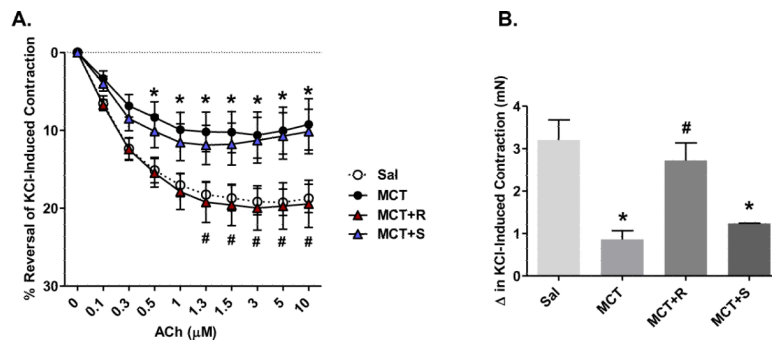 A.
% Reversal of KCl-Induced Contraction
0
10
20
30
* * * * * * *
# # # # #
0 0.1 0.3 0.5 1 1.3 1.5 3 5 10
ACh (µM)
Sal
MCT
MCT+R
MCT+S
B.
Δ in KCl-Induced Contraction (mN)
4
3
2
1
0
*
#
*
Sal MCT MCT+R MCT+S